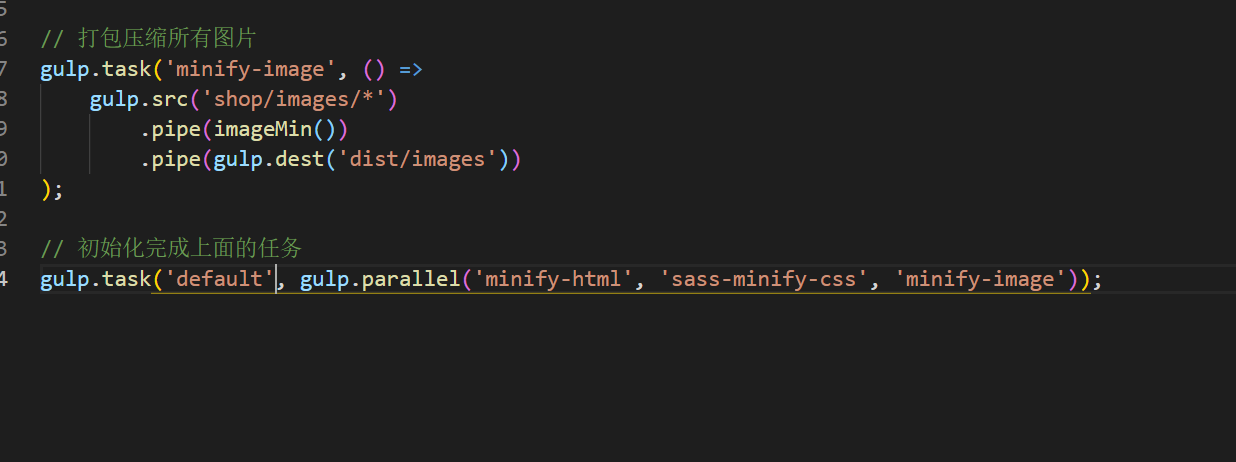 5
6 // 打包压缩所有图片
7 gulp.task('minify-image', () =>
8 gulp.src('shop/images/*')
9 .pipe(imageMin())
0 .pipe(gulp.dest('dist/images'))
1 );
2
3 // 初始化完成上面的任务
4 gulp.task('default', gulp.parallel('minify-html', 'sass-minify-css', 'minify-image'));